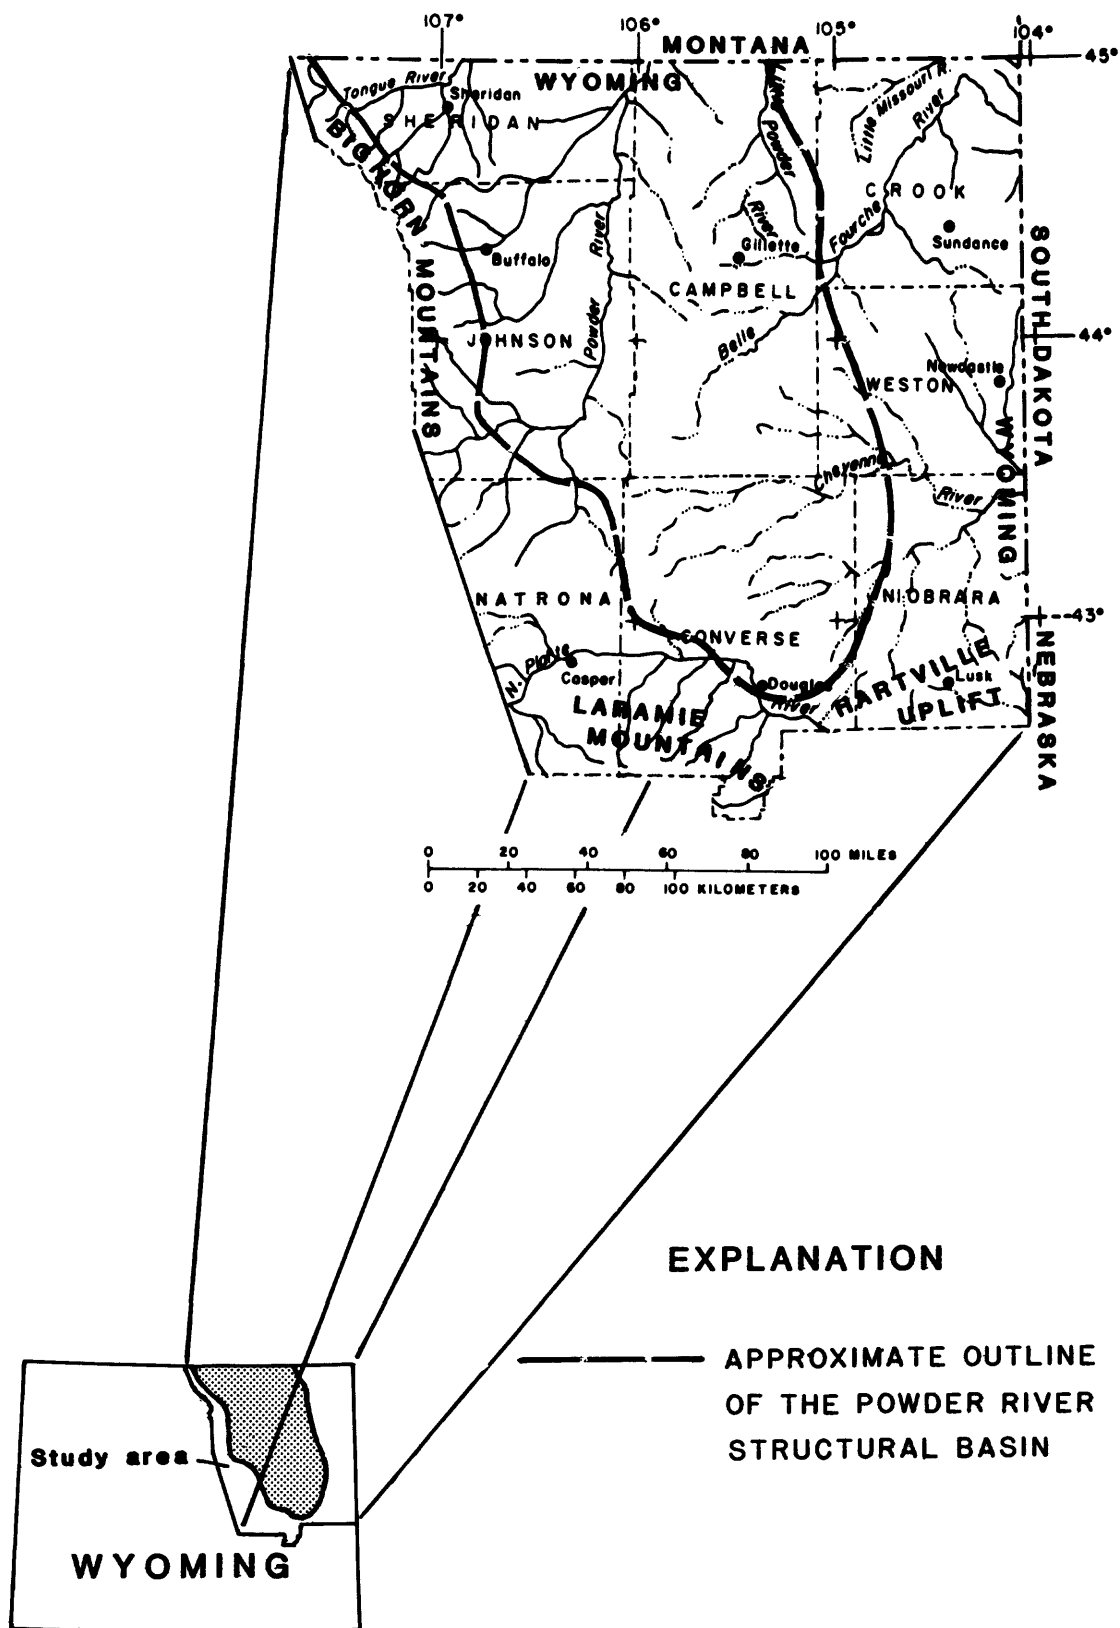 107°
106°
105°
104°
MONTANA
45°
WYOMING
Tongue River
Sheridan
SHERIDAN
Little
Powder
River
Little Missouri R.
River
BIGHORN
MOUNTAINS
CROOK
Fourche
Sundance
Gillette
Buffalo
River
Powder
CAMPBELL
Belle
SOUTH DAKOTA
JOHNSON
44°
Newcastle
WESTON
WYOMING
Cheyenne
River
NATRONA
NIOBRARA
43°
CONVERSE
NEBRASKA
N. Platte
Casper
Douglas
River
HARTVILLE
UPLIFT
Lusk
LARAMIE
MOUNTAINS
0 20 40 60 80 100 MILES
0 20 40 60 80 100 KILOMETERS
EXPLANATION
APPROXIMATE OUTLINE
OF THE POWDER RIVER
STRUCTURAL BASIN
Study area
WYOMING